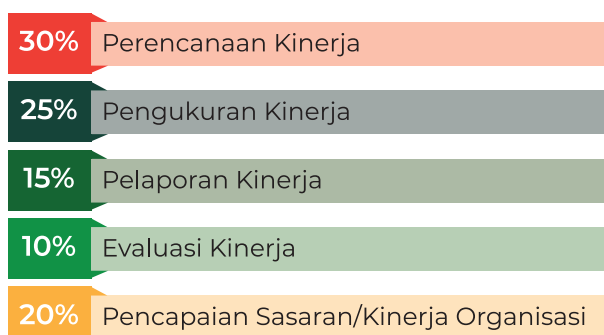 30% Perencanaan Kinerja
25% Pengukuran Kinerja
15% Pelaporan Kinerja
10% Evaluasi Kinerja
20% Pencapaian Sasaran/Kinerja Organisasi